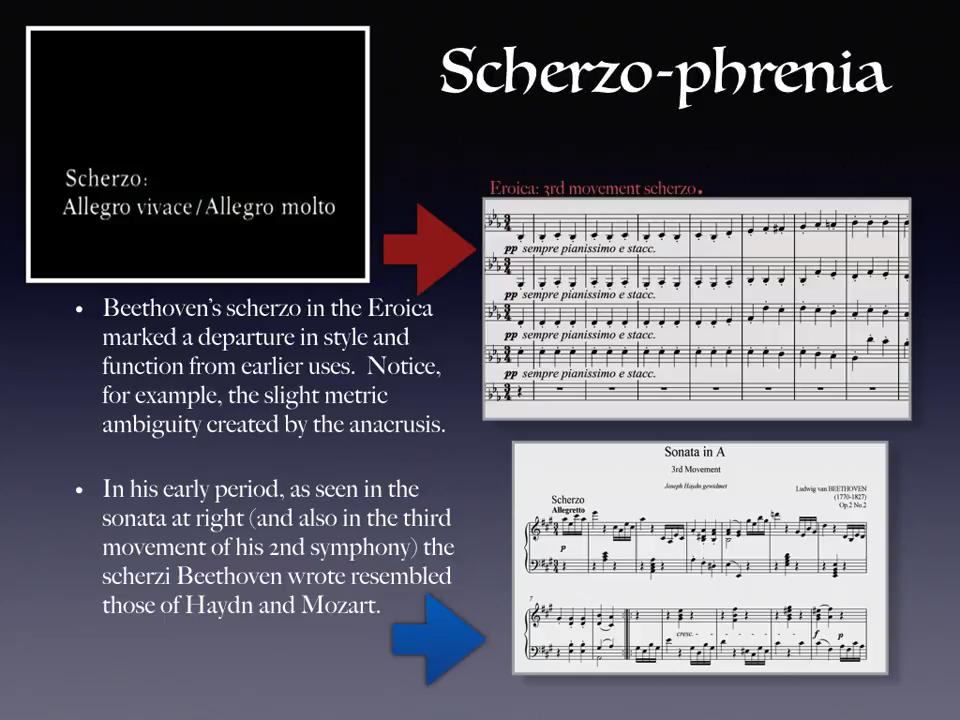 Scherzo-phrenia
Scherzo:
Allegro vivace/Allegro molto
Eroica: 3rd movement scherzo.
pp sempre pianissimo e stacc.
pp sempre pianissimo e stacc.
pp sempre pianissimo e stacc.
pp sempre pianissimo e stacc.
• Beethoven's scherzo in the Eroica
marked a departure in style and
function from earlier uses. Notice,
for example, the slight metric
ambiguity created by the anacrusis.
• In his early period, as seen in the
sonata at right (and also in the third
movement of his 2nd symphony) the
scherzi Beethoven wrote resembled
those of Haydn and Mozart.
Sonata in A
3rd Movement
Joseph Haydn gewidmet
Ludwig van BEETHOVEN
(1770-1827)
Op.2 No.2
Scherzo
Allegretto
p
7
cresc. - - - - - - - - f p